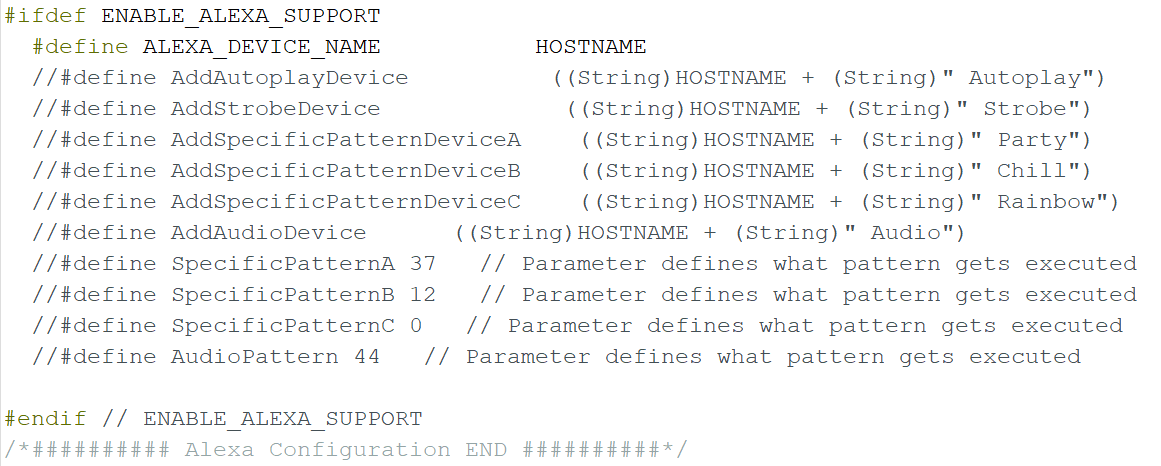 #ifdef ENABLE_ALEXA_SUPPORT
  #define ALEXA_DEVICE_NAME           HOSTNAME
  //#define AddAutoplayDevice          ((String)HOSTNAME + (String)" Autoplay")
  //#define AddStrobeDevice             ((String)HOSTNAME + (String)" Strobe")
  //#define AddSpecificPatternDeviceA    ((String)HOSTNAME + (String)" Party")
  //#define AddSpecificPatternDeviceB    ((String)HOSTNAME + (String)" Chill")
  //#define AddSpecificPatternDeviceC    ((String)HOSTNAME + (String)" Rainbow")
  //#define AddAudioDevice      ((String)HOSTNAME + (String)" Audio")
  //#define SpecificPatternA 37   // Parameter defines what pattern gets executed
  //#define SpecificPatternB 12   // Parameter defines what pattern gets executed
  //#define SpecificPatternC 0   // Parameter defines what pattern gets executed
  //#define AudioPattern 44   // Parameter defines what pattern gets executed
#endif // ENABLE_ALEXA_SUPPORT
/*########## Alexa Configuration END ##########*/